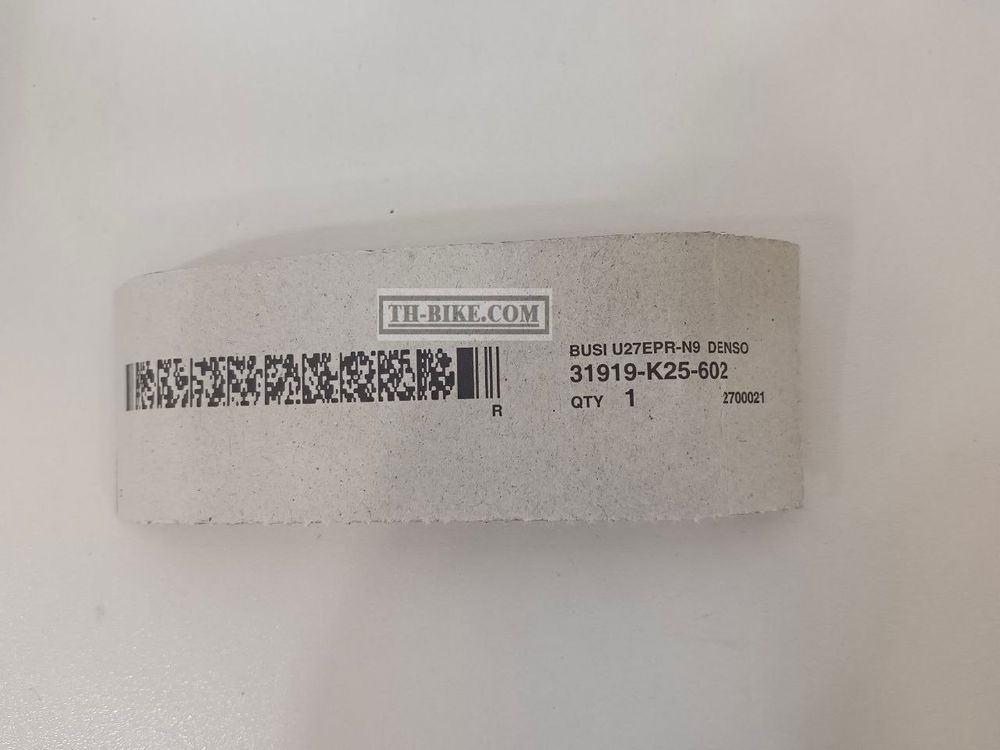 TH-BIKE.COM
BUSI U27EPR-N9 DENSO
31919-K25-602
QTY 1 2700021
R